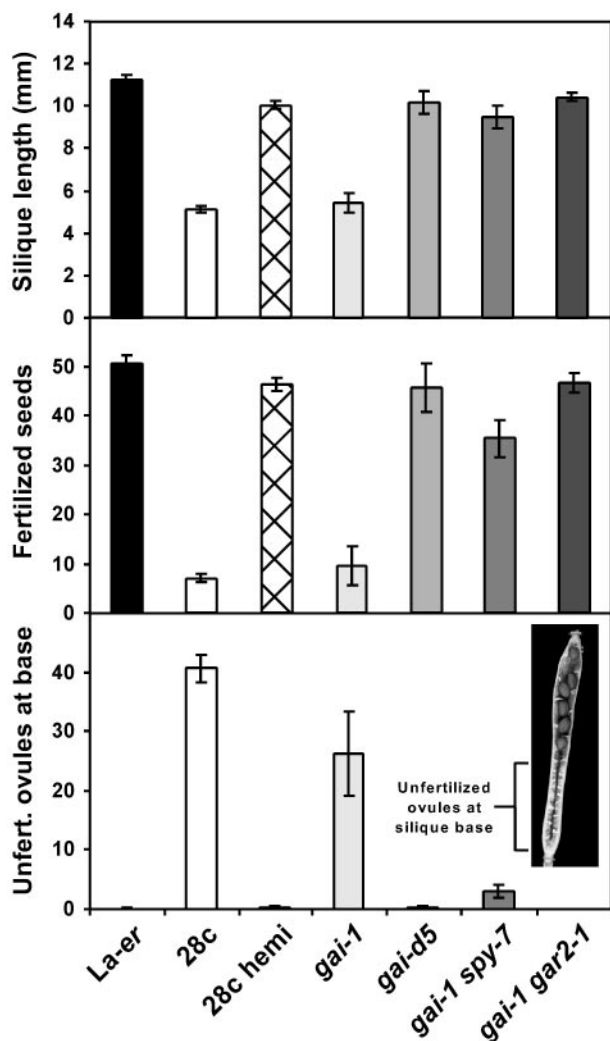 Silique length (mm)
14
12
10
8
6
4
2
0
Fertilized seeds
50
40
30
20
10
0
Unfert. ovules at base
40
30
20
10
0
Unfertilized
ovules at
silique base
La-er
28c
28c hemi
gai-1
gai-d5
gai-1 spy-7
gai-1 gar2-1